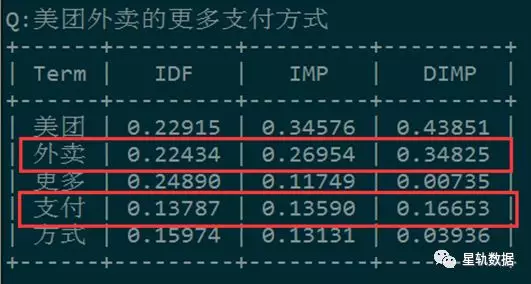 Q:美团外卖的更多支付方式
+------+---------+---------+---------+
| Term | IDF | IMP | DIMP |
+------+---------+---------+---------+
| 美团 | 0.22915 | 0.34576 | 0.43851 |
| 外卖 | 0.22434 | 0.26954 | 0.34825 |
| 更多 | 0.24890 | 0.11749 | 0.00735 |
| 支付 | 0.13787 | 0.13590 | 0.16653 |
| 方式 | 0.15974 | 0.13131 | 0.03936 |
+------+---------+---------+---------+
星轨数据